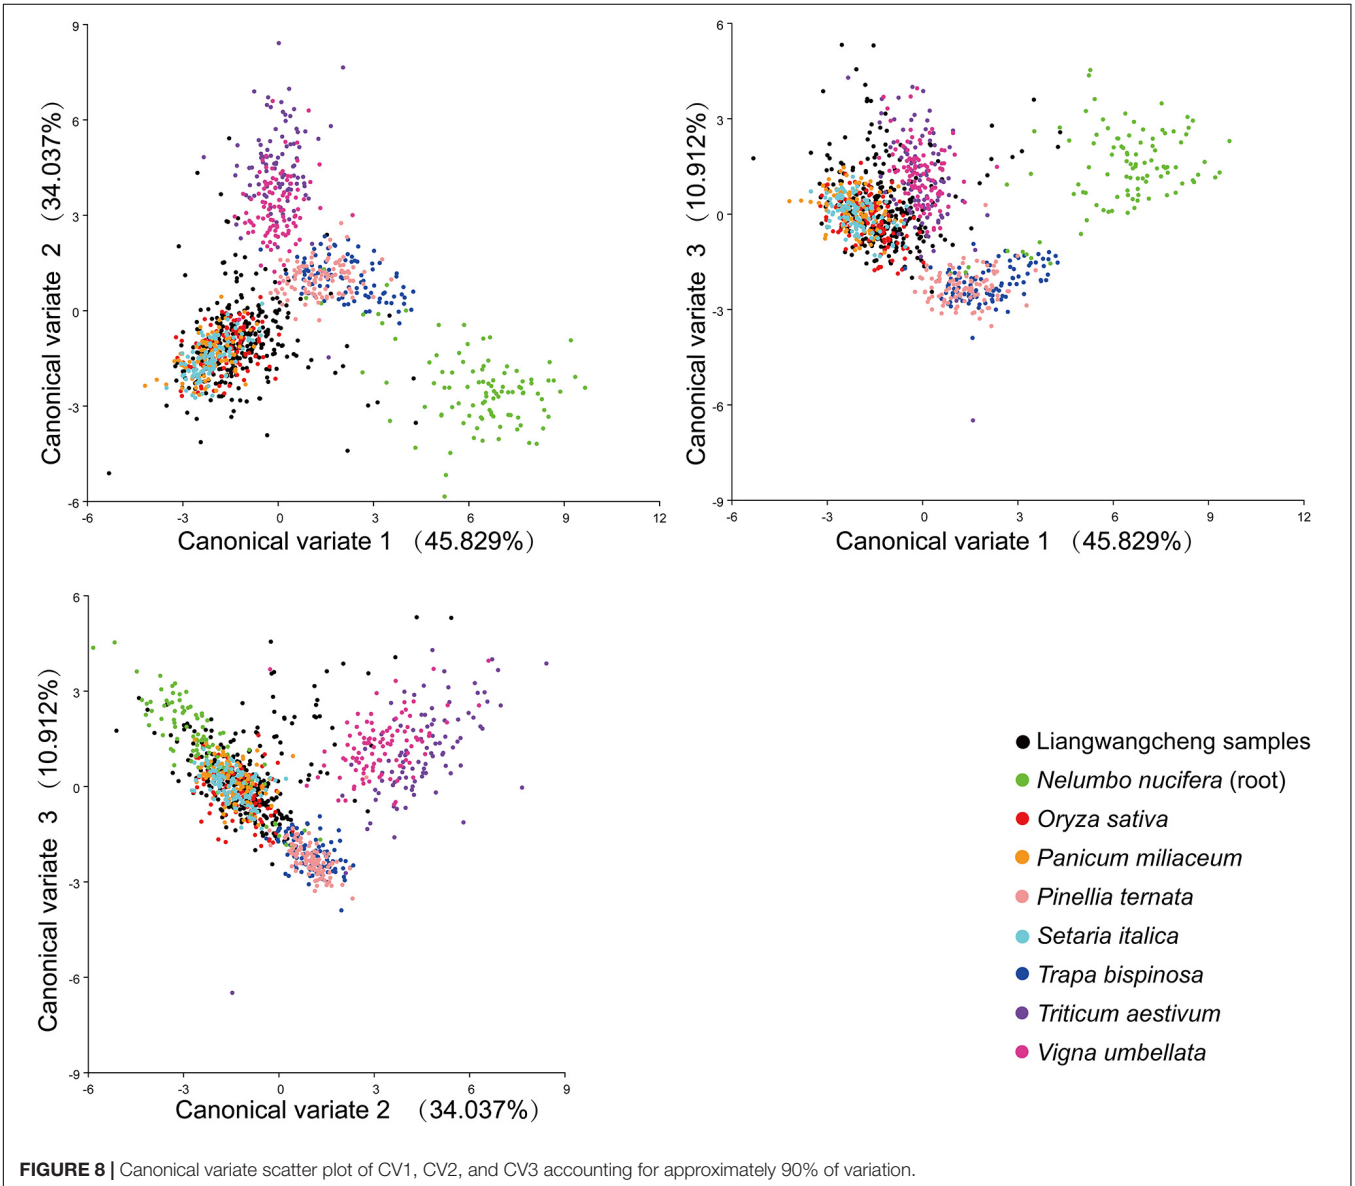 9
6
3
0
-3
-6
-6
-3
0
3
6
9
12
Canonical variate 2 (34.037%)
Canonical variate 1 (45.829%)
6
3
0
-3
-6
-9
-6
-3
0
3
6
9
12
Canonical variate 3 (10.912%)
Canonical variate 1 (45.829%)
6
3
0
-3
-6
-9
-6
-3
0
3
6
9
Canonical variate 3 (10.912%)
Canonical variate 2 (34.037%)
Liangwangcheng samples
Nelumbo nucifera (root)
Oryza sativa
Panicum miliaceum
Pinellia ternata
Setaria italica
Trapa bispinosa
Triticum aestivum
Vigna umbellata
FIGURE 8 | Canonical variate scatter plot of CV1, CV2, and CV3 accounting for approximately 90% of variation.